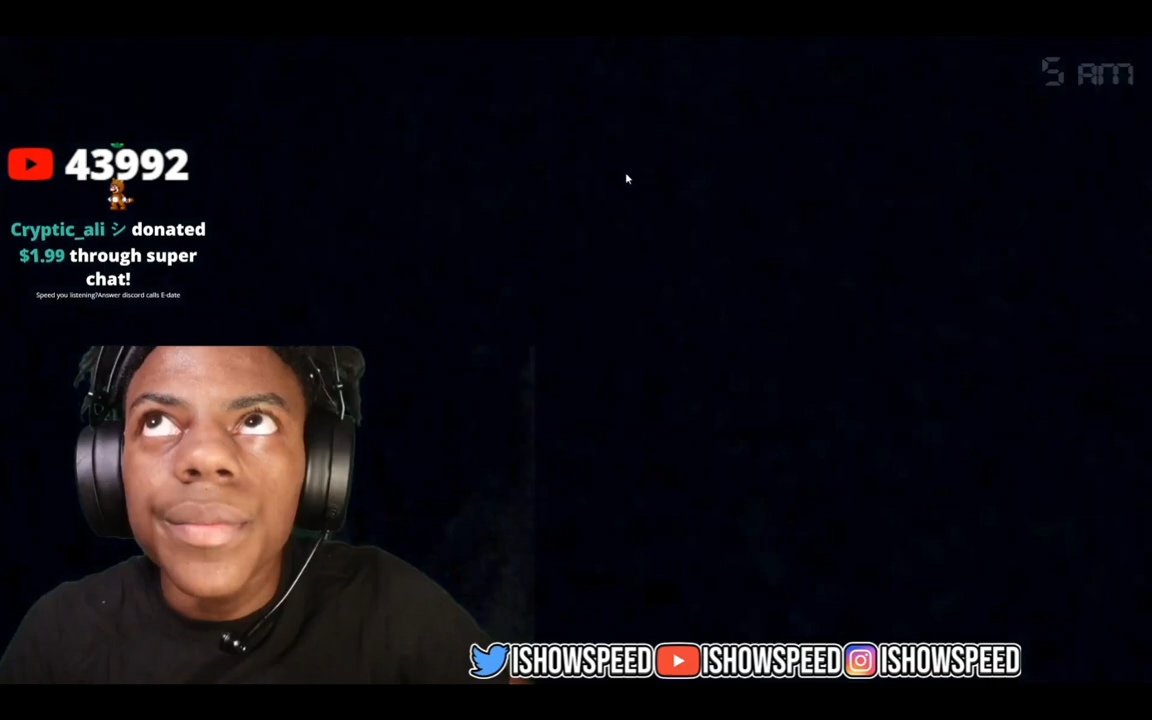 5 AM
43992
Cryptic_ali シ donated
$1.99 through super
chat!
Speed you listening?Answer discord calls E-date
ISHOWSPEED ISHOWSPEED ISHOWSPEED